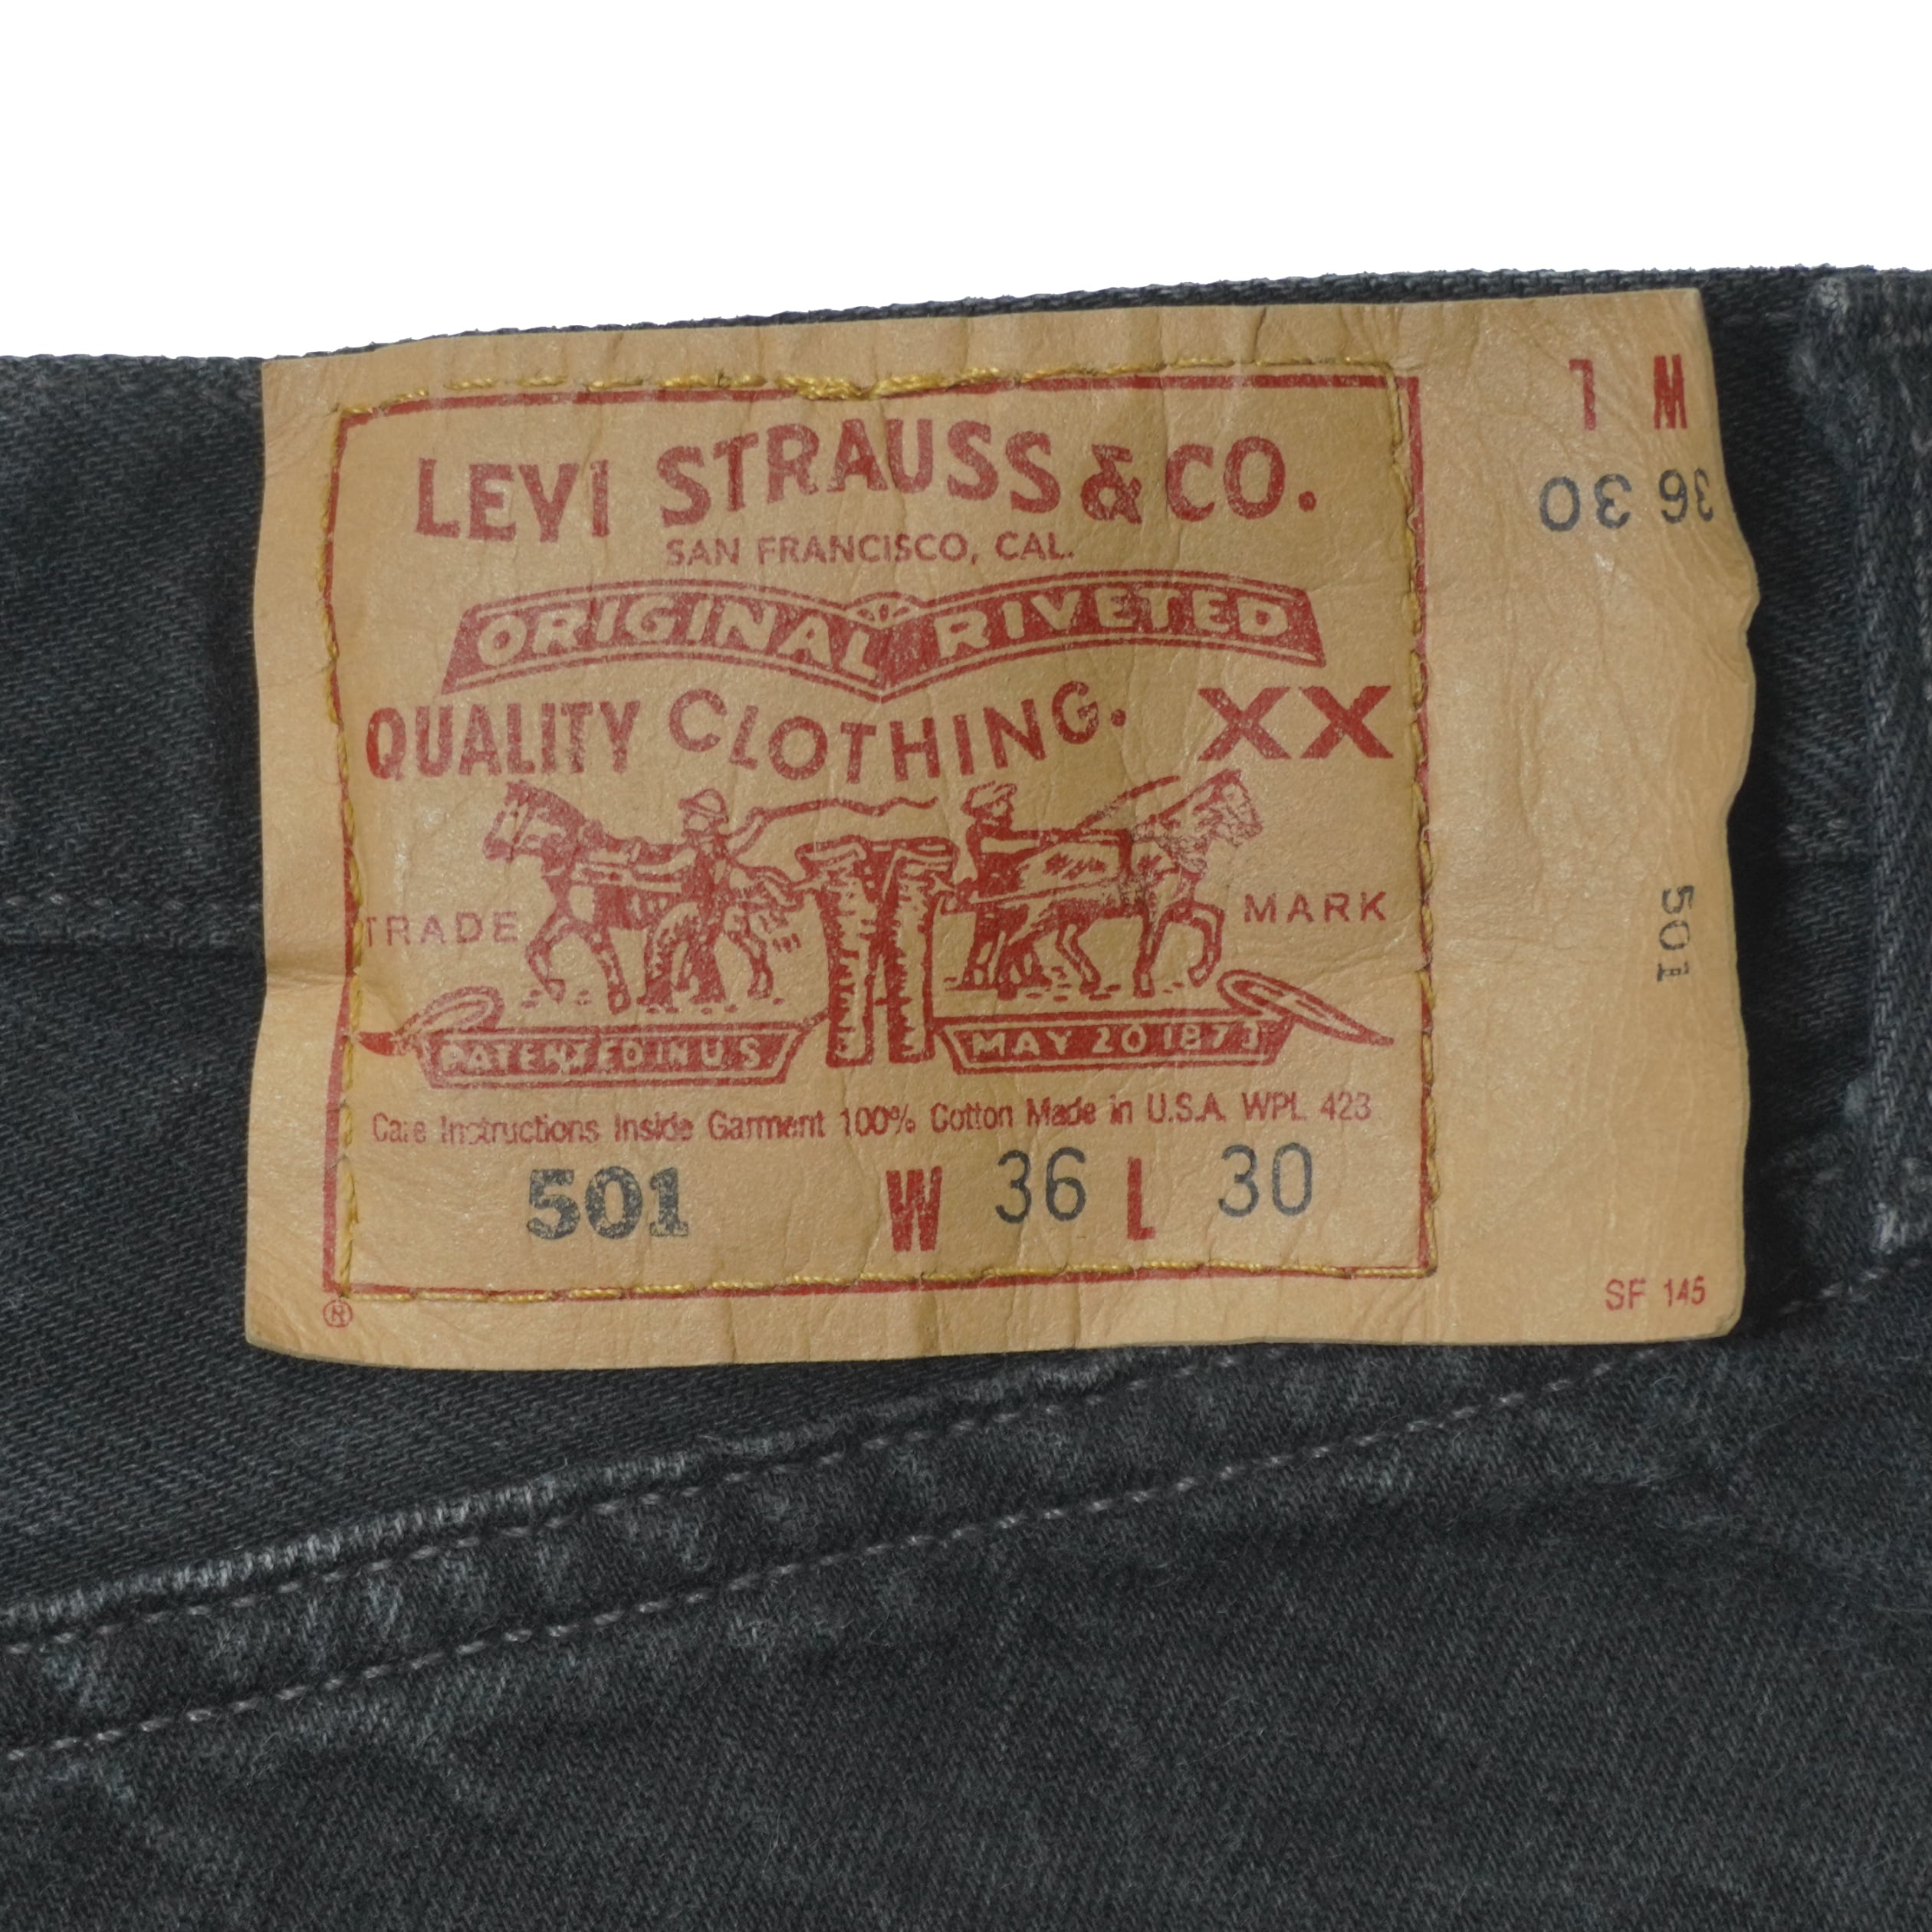 LEVI STRAUSS & CO.
SAN FRANCISCO, CAL.
ORIGINAL RIVETED
QUALITY CLOTHING. XX
TRADE MARK
PATENTED IN U S MAY 20 1873
Care Instructions Inside Garment 100% Cotton Made in U.S.A. WPL 423
501 W 36 L 30
®
W L
36 30
501
SF 145